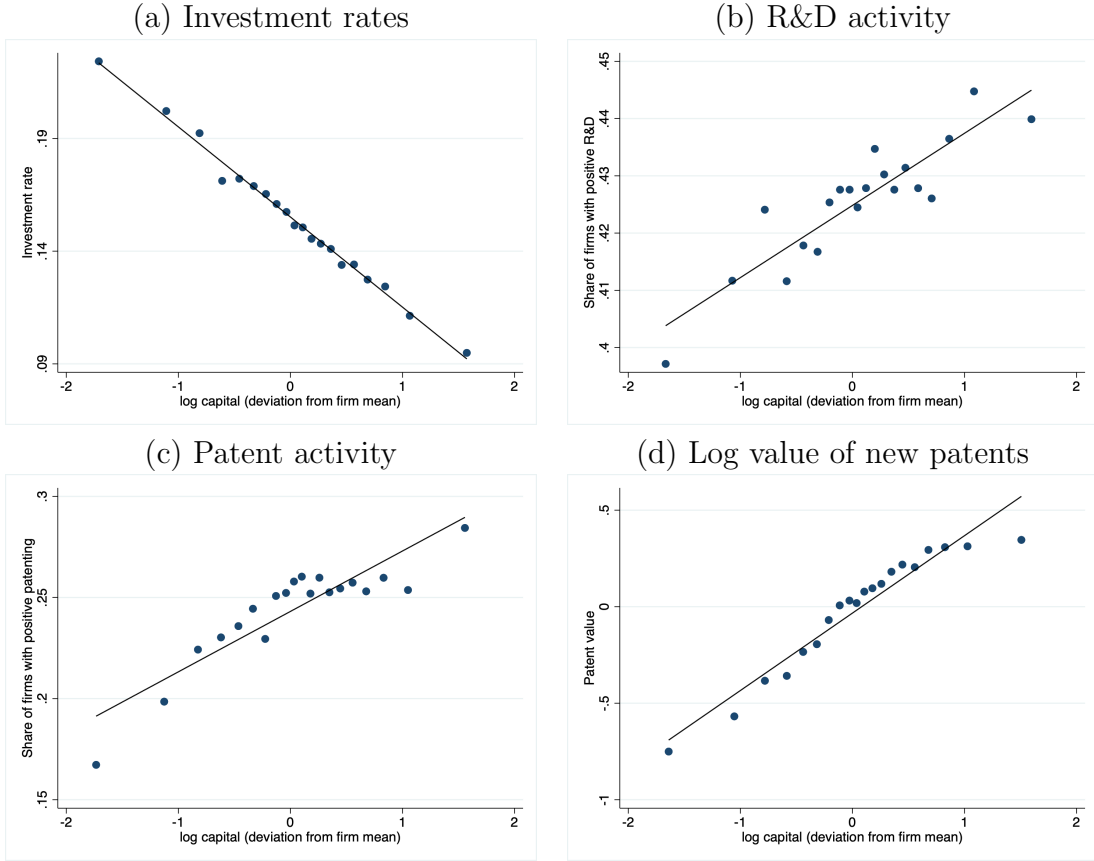 (a) Investment rates
.19
.14
.09
Investment rate
-2 -1 0 1 2
log capital (deviation from firm mean)
(b) R&D activity
.45
.44
.43
.42
.41
.4
Share of firms with positive R&D
-2 -1 0 1 2
log capital (deviation from firm mean)
(c) Patent activity
.3
.25
.2
.15
Share of firms with positive patenting
-2 -1 0 1 2
log capital (deviation from firm mean)
(d) Log value of new patents
.5
0
-.5
-1
Patent value
-2 -1 0 1 2
log capital (deviation from firm mean)